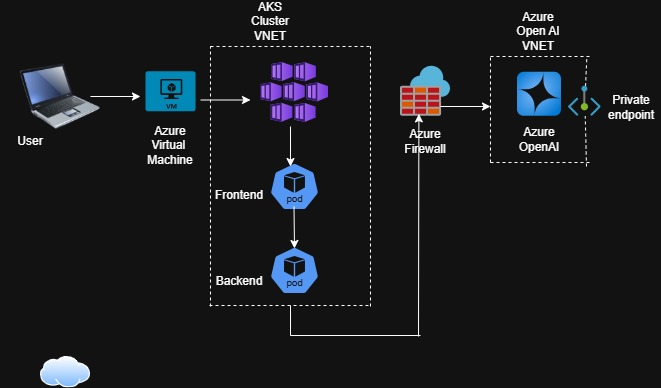 AKS
Cluster
VNET
Azure
Open AI
VNET
User
VM
Azure
Virtual
Machine
Frontend
pod
Backend
pod
Azure
Firewall
Azure
OpenAI
Private
endpoint